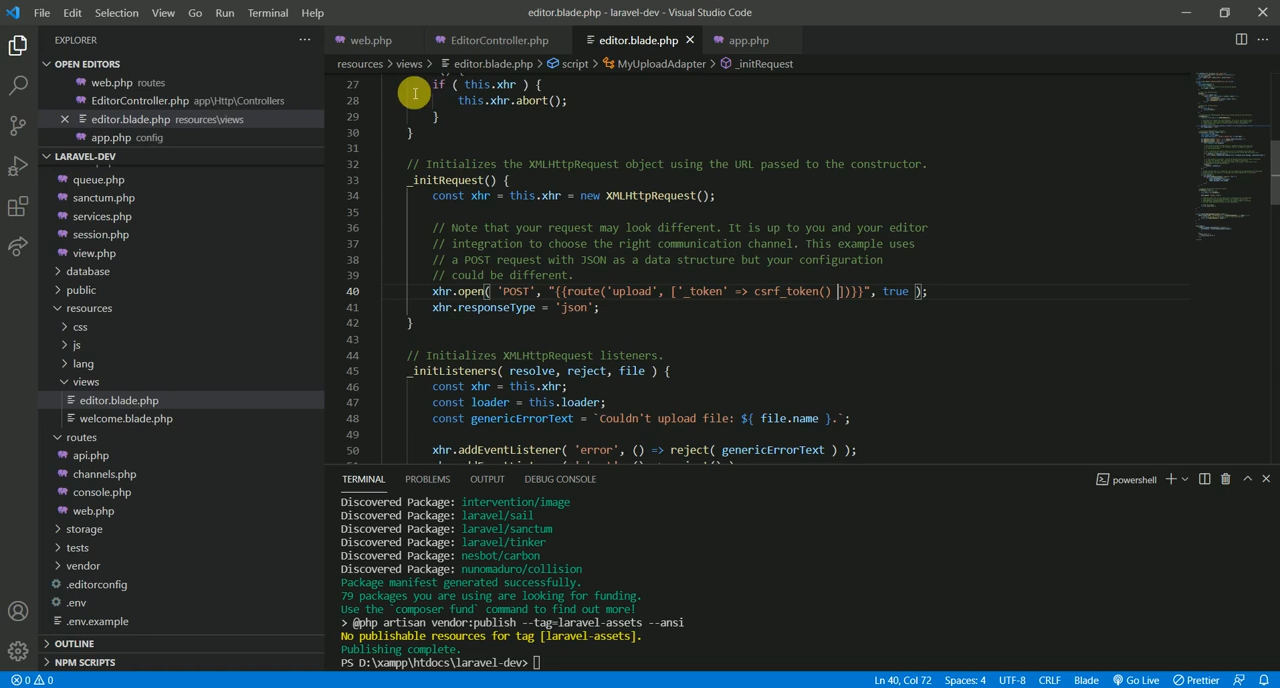 File Edit Selection View Go Run Terminal Help
editor.blade.php - laravel-dev - Visual Studio Code
EXPLORER
OPEN EDITORS
web.php routes
EditorController.php app\Http\Controllers
editor.blade.php resources\views
app.php config
LARAVEL-DEV
queue.php
sanctum.php
services.php
session.php
view.php
database
public
resources
css
js
lang
views
editor.blade.php
welcome.blade.php
routes
api.php
channels.php
console.php
web.php
storage
tests
vendor
.editorconfig
.env
.env.example
OUTLINE
NPM SCRIPTS
web.php EditorController.php editor.blade.php app.php
resources > views > editor.blade.php > script > MyUploadAdapter > _initRequest
27 if ( this.xhr ) {
28 this.xhr.abort();
29 }
30 }
31
32 // Initializes the XMLHttpRequest object using the URL passed to the constructor.
33 _initRequest() {
34 const xhr = this.xhr = new XMLHttpRequest();
35
36 // Note that your request may look different. It is up to you and your editor
37 // integration to choose the right communication channel. This example uses
38 // a POST request with JSON as a data structure but your configuration
39 // could be different.
40 xhr.open( 'POST', "{{route('upload', ['_token' => csrf_token() ])}}", true );
41 xhr.responseType = 'json';
42 }
43
44 // Initializes XMLHttpRequest listeners.
45 _initListeners( resolve, reject, file ) {
46 const xhr = this.xhr;
47 const loader = this.loader;
48 const genericErrorText = `Couldn't upload file: ${ file.name }.`;
49
50 xhr.addEventListener( 'error', () => reject( genericErrorText ) );
TERMINAL PROBLEMS OUTPUT DEBUG CONSOLE
powershell
Discovered Package: intervention/image
Discovered Package: laravel/sail
Discovered Package: laravel/sanctum
Discovered Package: laravel/tinker
Discovered Package: nesbot/carbon
Discovered Package: nunomaduro/collision
Package manifest generated successfully.
79 packages you are using are looking for funding.
Use the `composer fund` command to find out more!
> @php artisan vendor:publish --tag=laravel-assets --ansi
No publishable resources for tag [laravel-assets].
Publishing complete.
PS D:\xampp\htdocs\laravel-dev>
0 0
Ln 40, Col 72 Spaces: 4 UTF-8 CRLF Blade Go Live Prettier